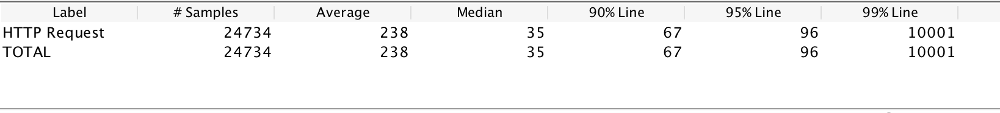 Label # Samples Average Median 90% Line 95% Line 99% Line
HTTP Request 24734 238 35 67 96 10001
TOTAL 24734 238 35 67 96 10001